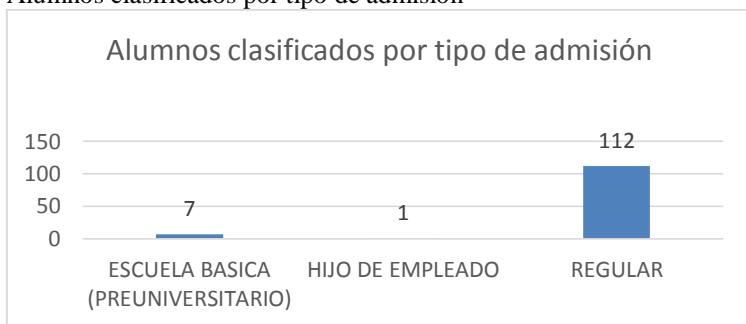 Alumnos clasificados por tipo de admisión
Alumnos clasificados por tipo de admisión
150
100
50
0
7
1
112
ESCUELA BASICA
(PREUNIVERSITARIO)
HIJO DE EMPLEADO
REGULAR